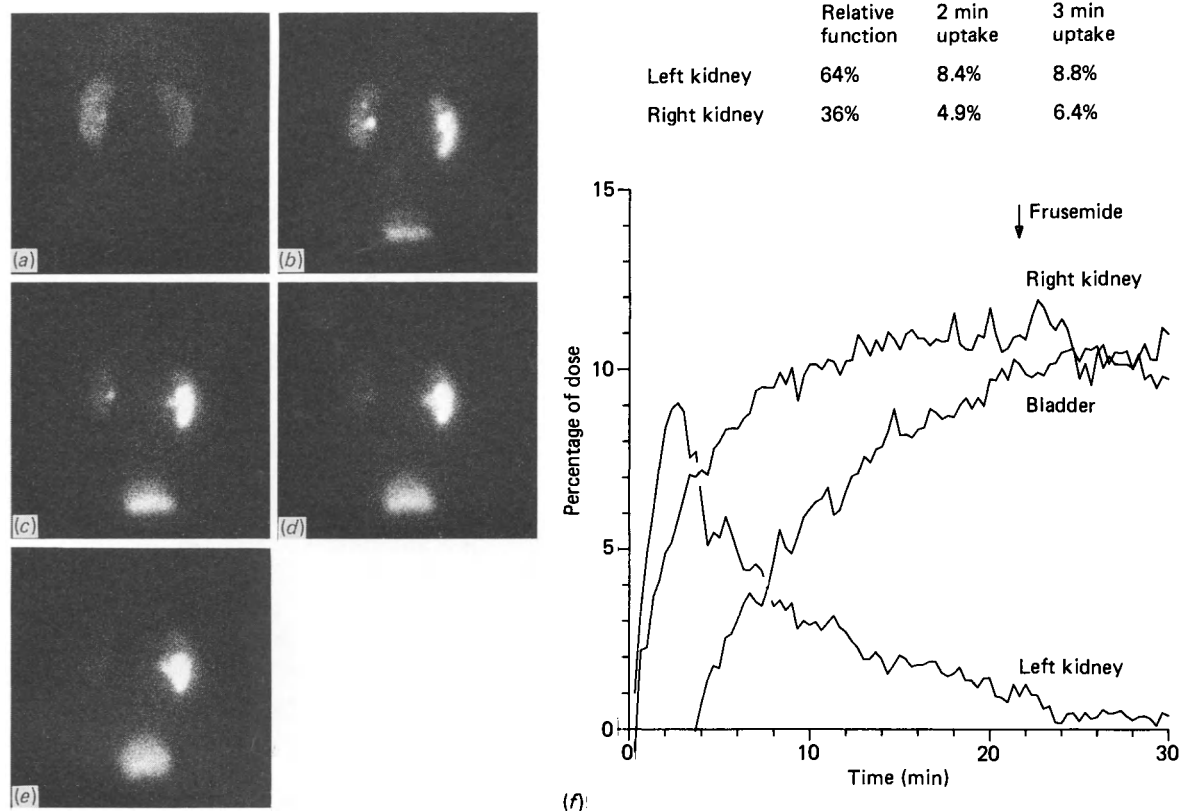 (a)
(b)
(c)
(d)
(e)
Relative function 2 min uptake 3 min uptake
Left kidney 64% 8.4% 8.8%
Right kidney 36% 4.9% 6.4%
15
10
5
0
Percentage of dose
Frusemide
Right kidney
Bladder
Left kidney
0 10 20 30
Time (min)
(f)